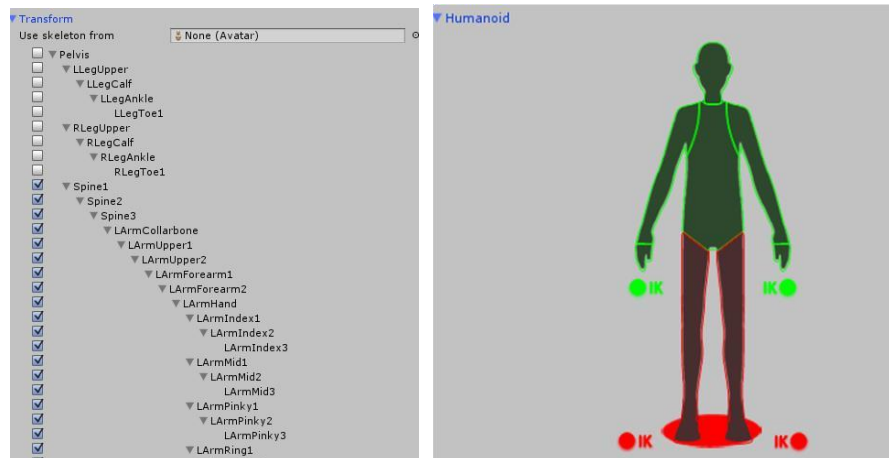 Transform
Use skeleton from None (Avatar)
Pelvis
LLegUpper
LLegCalf
LLegAnkle
LLegToe1
RLegUpper
RLegCalf
RLegAnkle
RLegToe1
Spine1
Spine2
Spine3
LArmCollarbone
LArmUpper1
LArmUpper2
LArmForearm1
LArmForearm2
LArmHand
LArmIndex1
LArmIndex2
LArmIndex3
LArmMid1
LArmMid2
LArmMid3
LArmPinky1
LArmPinky2
LArmPinky3
LArmRing1
Humanoid
IK IK
IK IK